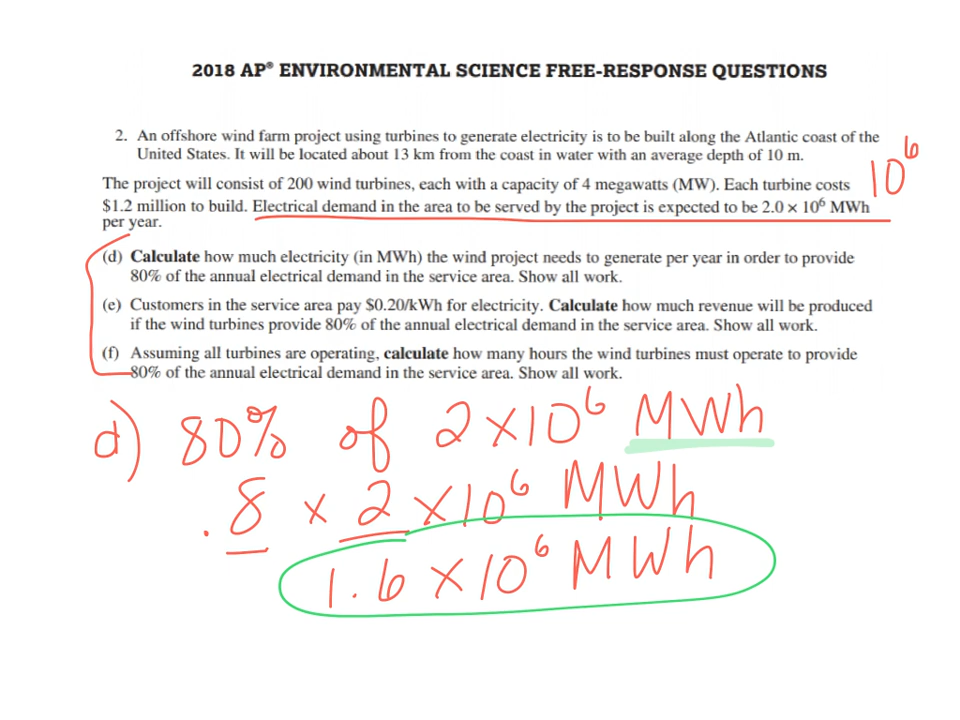 2018 AP® ENVIRONMENTAL SCIENCE FREE-RESPONSE QUESTIONS
2. An offshore wind farm project using turbines to generate electricity is to be built along the Atlantic coast of the
United States. It will be located about 13 km from the coast in water with an average depth of 10 m.
10⁶
The project will consist of 200 wind turbines, each with a capacity of 4 megawatts (MW). Each turbine costs
$1.2 million to build. Electrical demand in the area to be served by the project is expected to be 2.0 × 10⁶ MWh
per year.
(d) Calculate how much electricity (in MWh) the wind project needs to generate per year in order to provide
80% of the annual electrical demand in the service area. Show all work.
(e) Customers in the service area pay $0.20/kWh for electricity. Calculate how much revenue will be produced
if the wind turbines provide 80% of the annual electrical demand in the service area. Show all work.
(f) Assuming all turbines are operating, calculate how many hours the wind turbines must operate to provide
80% of the annual electrical demand in the service area. Show all work.
d) 80% of 2×10⁶ MWh
.8 × 2×10⁶ MWh
1.6×10⁶ MWh